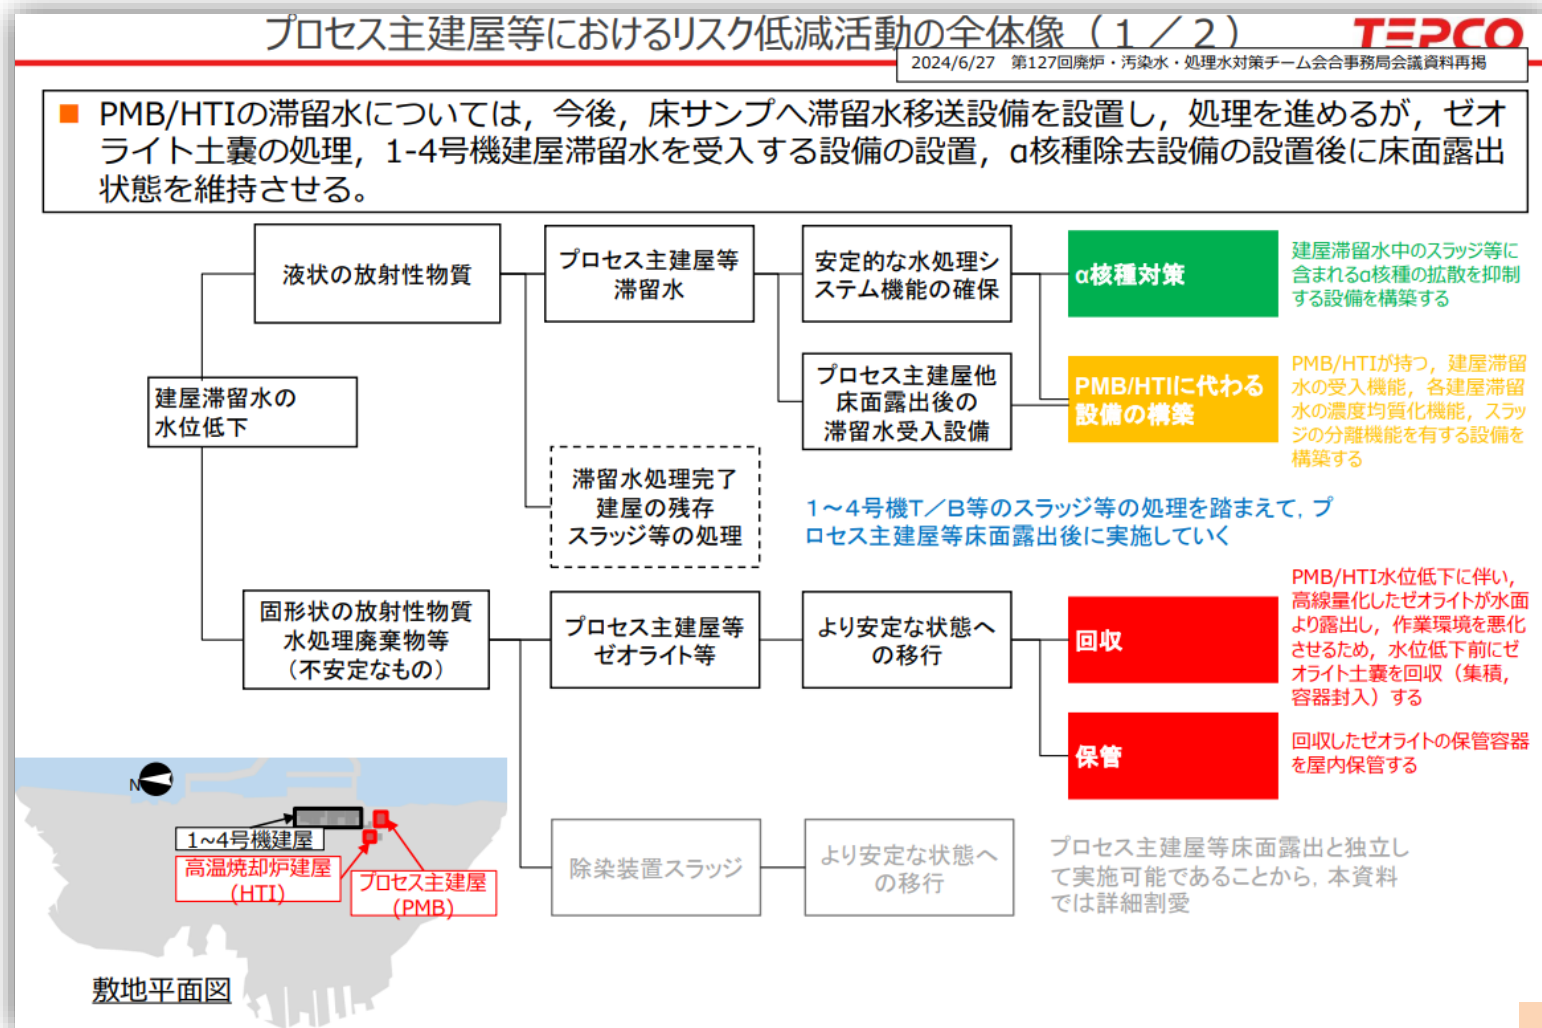 プロセス主建屋等におけるリスク低減活動の全体像（１／２）
TEPCO
2024/6/27　第127回廃炉・汚染水・処理水対策チーム会合事務局会議資料再掲
■ PMB/HTIの滞留水については，今後，床サンプへ滞留水移送設備を設置し，処理を進めるが，ゼオ
ライト土嚢の処理，1-4号機建屋滞留水を受入する設備の設置，α核種除去設備の設置後に床面露出
状態を維持させる。
建屋滞留水の
水位低下
液状の放射性物質
プロセス主建屋等
滞留水
安定的な水処理シ
ステム機能の確保
α核種対策
建屋滞留水中のスラッジ等に
含まれるα核種の拡散を抑制
する設備を構築する
プロセス主建屋他
床面露出後の
滞留水受入設備
PMB/HTIに代わる
設備の構築
PMB/HTIが持つ，建屋滞留
水の受入機能，各建屋滞留
水の濃度均質化機能，スラッ
ジの分離機能を有する設備を
構築する
滞留水処理完了
建屋の残存
スラッジ等の処理
１～４号機Ｔ／Ｂ等のスラッジ等の処理を踏まえて，プ
ロセス主建屋等床面露出後に実施していく
固形状の放射性物質
水処理廃棄物等
（不安定なもの）
プロセス主建屋等
ゼオライト等
より安定な状態へ
の移行
回収
PMB/HTI水位低下に伴い，
高線量化したゼオライトが水面
より露出し，作業環境を悪化
させるため，水位低下前にゼ
オライト土嚢を回収（集積，
容器封入）する
保管
回収したゼオライトの保管容器
を屋内保管する
除染装置スラッジ
より安定な状態へ
の移行
プロセス主建屋等床面露出と独立し
て実施可能であることから，本資料
では詳細割愛
N
1~4号機建屋
高温焼却炉建屋
(HTI)
プロセス主建屋
(PMB)
敷地平面図